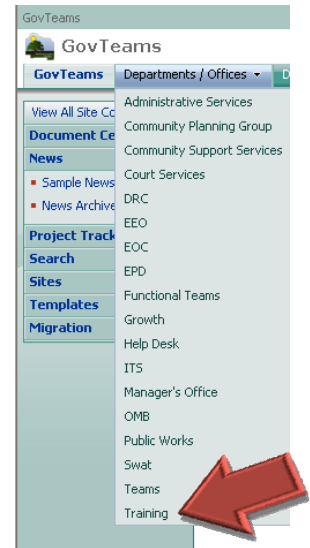 GovTeams
GovTeams
GovTeams
Departments / Offices
D
View All Site Co
Document Ce
News
Sample News
News Archive
Project Track
Search
Sites
Templates
Migration
Administrative Services
Community Planning Group
Community Support Services
Court Services
DRC
EEO
EOC
EPD
Functional Teams
Growth
Help Desk
ITS
Manager's Office
OMB
Public Works
Swat
Teams
Training